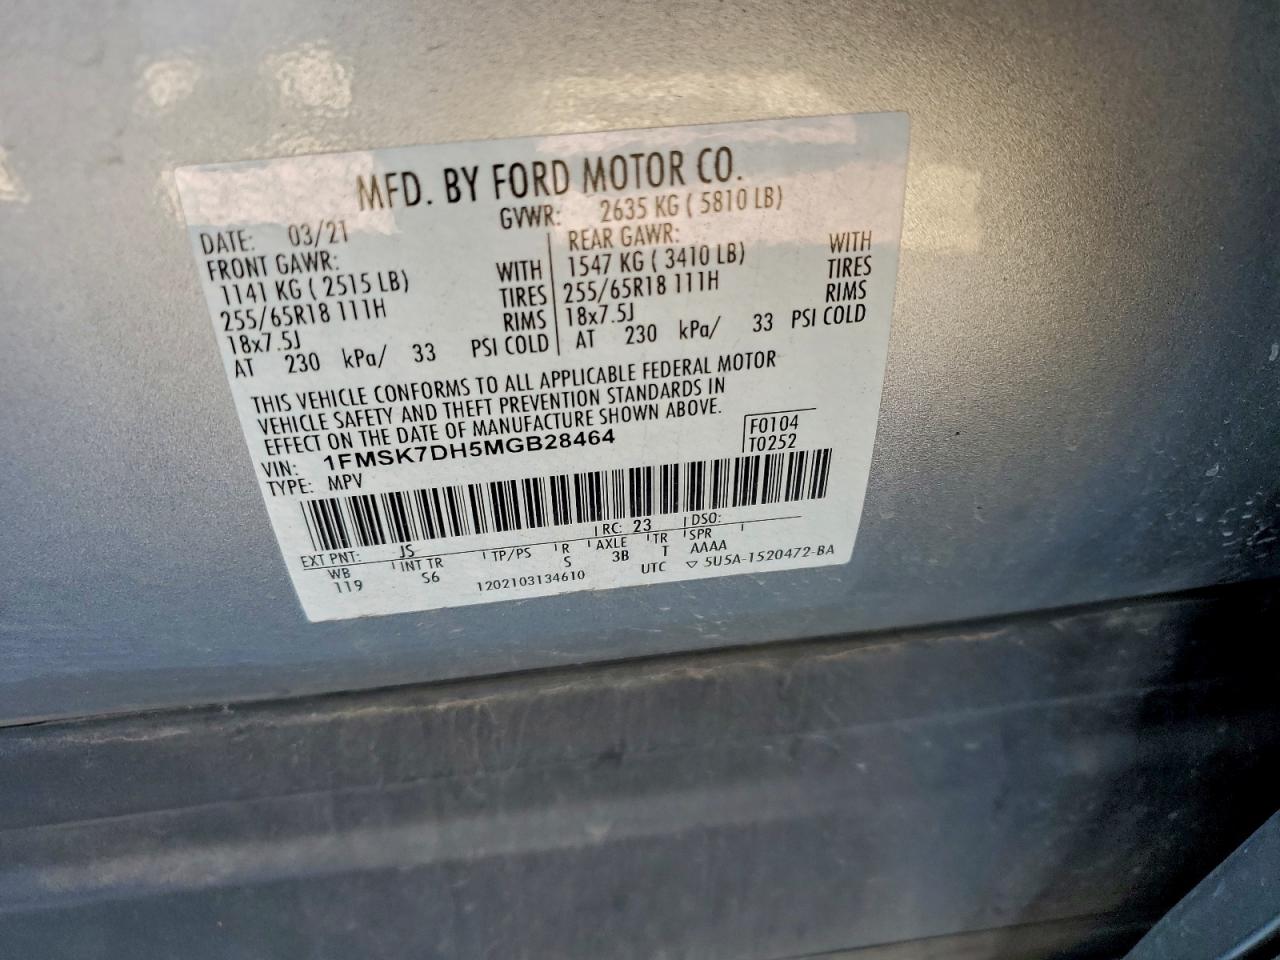 MFD. BY FORD MOTOR CO.
DATE: 03/21 GVWR: 2635 KG ( 5810 LB)
FRONT GAWR: REAR GAWR:
1141 KG ( 2515 LB) WITH 1547 KG ( 3410 LB) WITH
255/65R18 111H TIRES 255/65R18 111H TIRES
18x7.5J RIMS 18x7.5J RIMS
AT 230 kPa/ 33 PSI COLD AT 230 kPa/ 33 PSI COLD
THIS VEHICLE CONFORMS TO ALL APPLICABLE FEDERAL MOTOR
VEHICLE SAFETY AND THEFT PREVENTION STANDARDS IN
EFFECT ON THE DATE OF MANUFACTURE SHOWN ABOVE.
VIN: 1FMSK7DH5MGB28464 F0104
TYPE: MPV T0252
EXT PNT: JS RC: 23 DSO:
WB INT TR TP/PS R AXLE TR SPR
119 S6 S 3B T AAAA
1202103134610 UTC ▽ 5U5A-1520472-BA